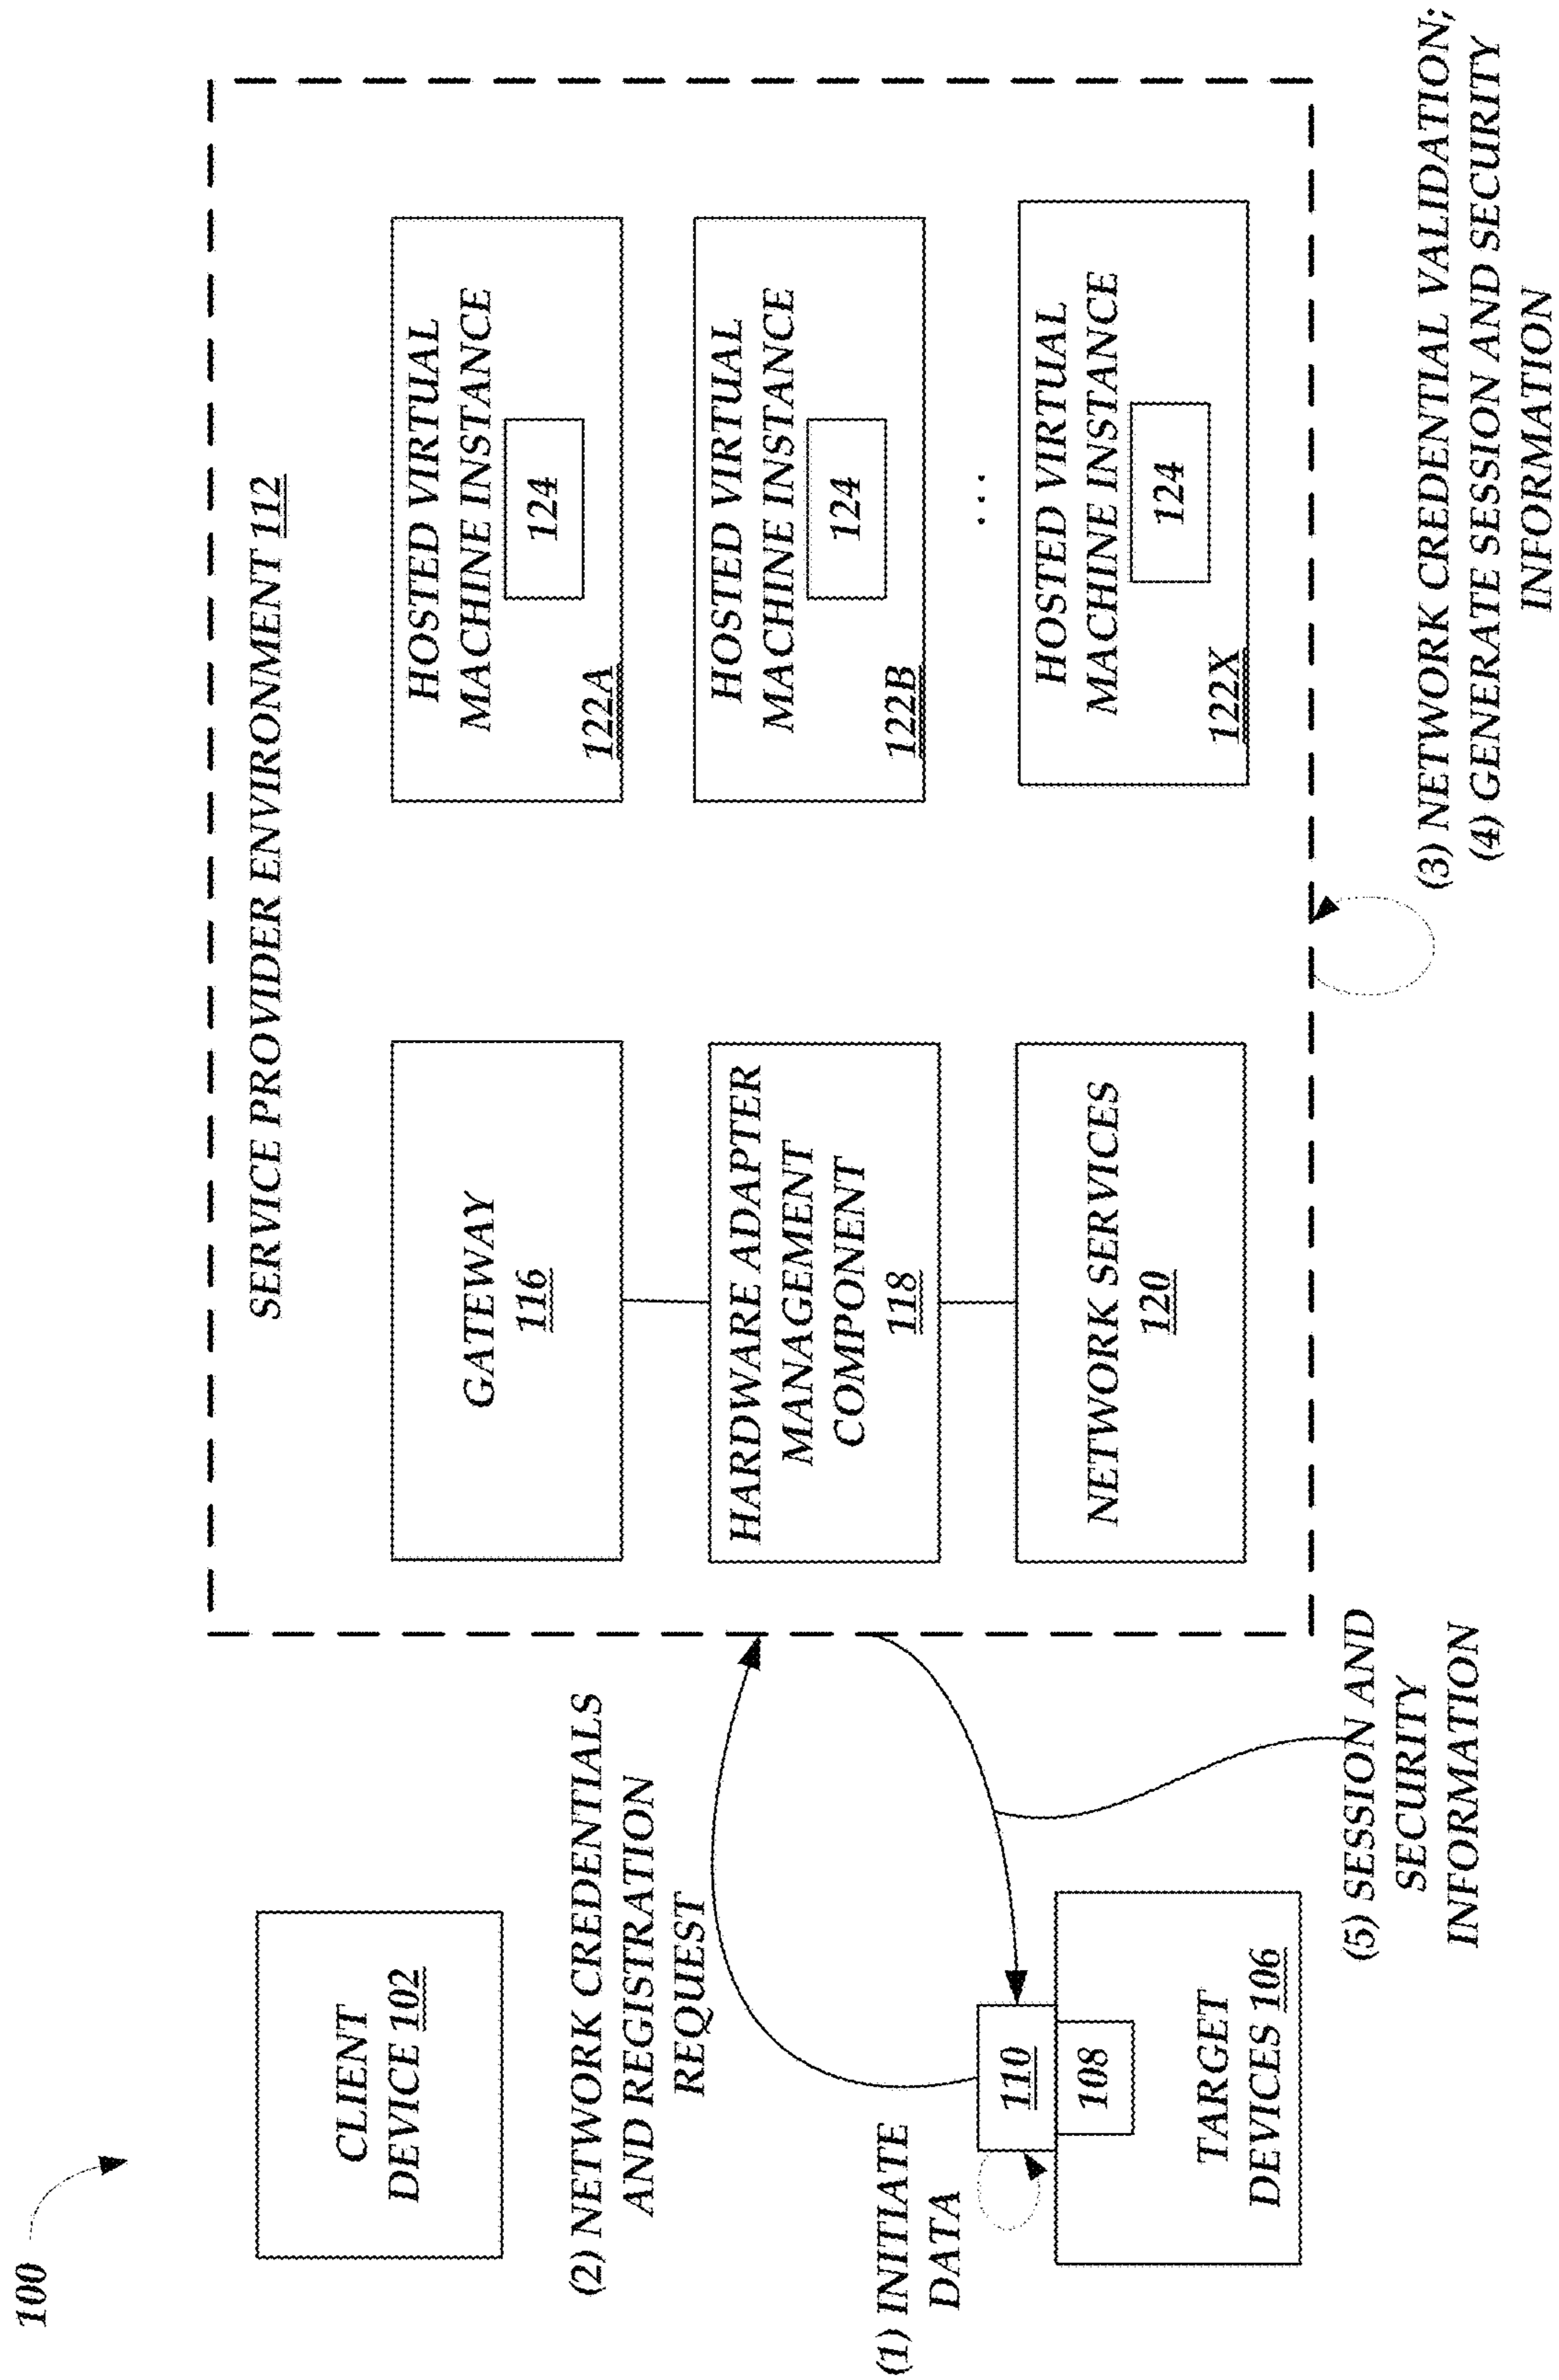 100
SERVICE PROVIDER ENVIRONMENT 112
CLIENT
DEVICE 102
(2) NETWORK CREDENTIALS
AND REGISTRATION
REQUEST
(1) INITIATE
DATA
110
108
TARGET
DEVICES 106
(5) SESSION AND
SECURITY
INFORMATION
GATEWAY
116
HARDWARE ADAPTER
MANAGEMENT
COMPONENT
118
NETWORK SERVICES
120
HOSTED VIRTUAL
MACHINE INSTANCE
124
122A
HOSTED VIRTUAL
MACHINE INSTANCE
124
122B
...
HOSTED VIRTUAL
MACHINE INSTANCE
124
122X
(3) NETWORK CREDENTIAL VALIDATION;
(4) GENERATE SESSION AND SECURITY
INFORMATION